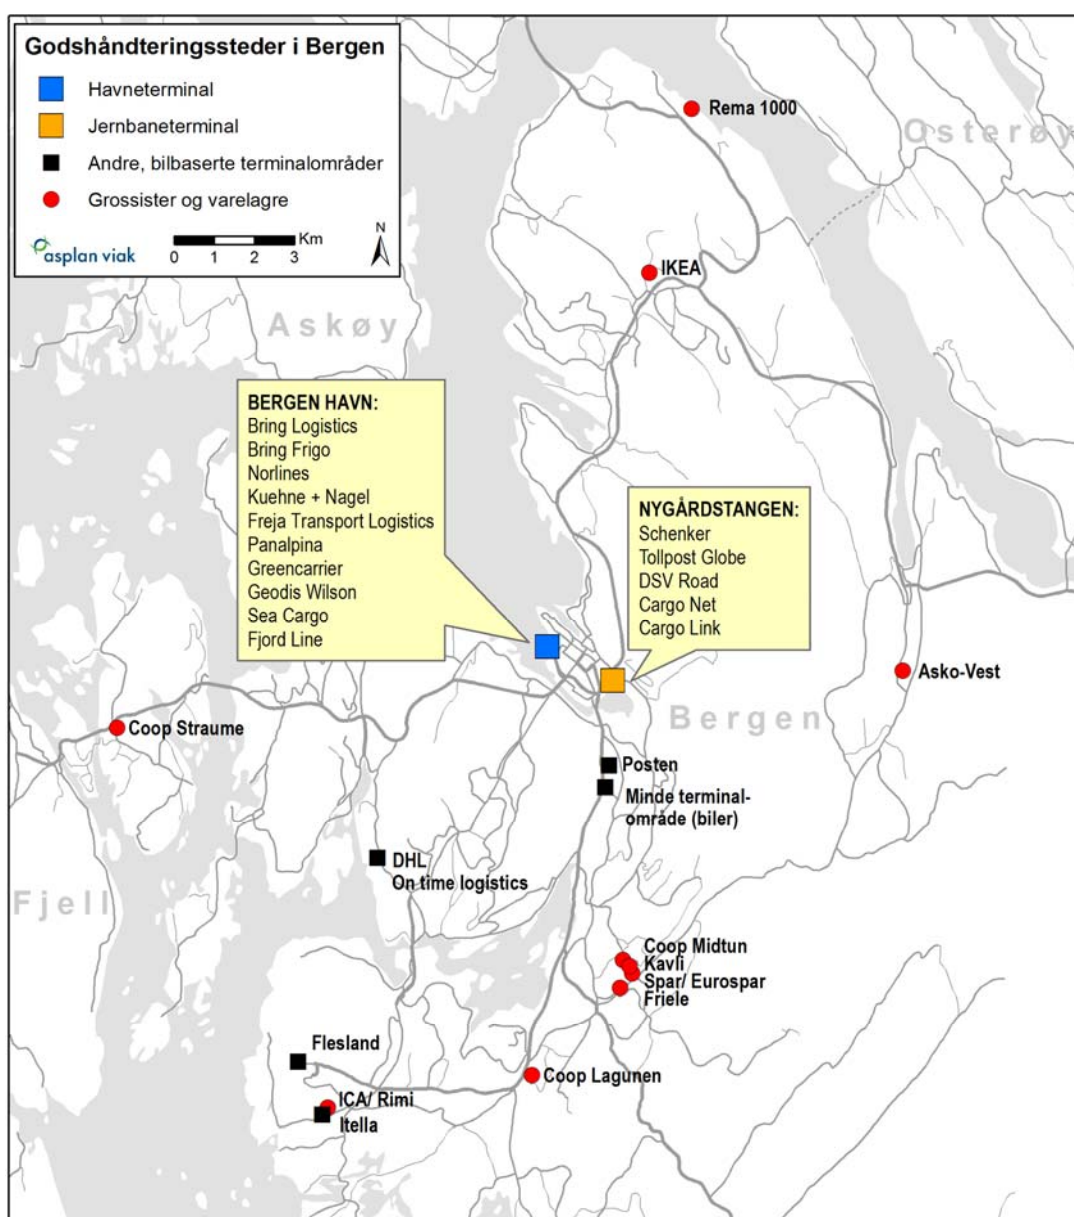 Godshåndteringssteder i Bergen
Havneterminal
Jernbaneterminal
Andre, bilbaserte terminalområder
Grossister og varelagre
asplan viak
Km
0 1 2 3
N
Rema 1000
Osterøy
IKEA
Askøy
BERGEN HAVN:
Bring Logistics
Bring Frigo
Norlines
Kuehne + Nagel
Freja Transport Logistics
Panalpina
Greencarrier
Geodis Wilson
Sea Cargo
Fjord Line
NYGÅRDSTANGEN:
Schenker
Tollpost Globe
DSV Road
Cargo Net
Cargo Link
Asko-Vest
Bergen
Coop Straume
Posten
Minde terminal-
område (biler)
DHL
On time logistics
Fjell
Coop Midtun
Kavli
Spar/ Eurospar
Friele
Flesland
Coop Lagunen
ICA/ Rimi
Itella